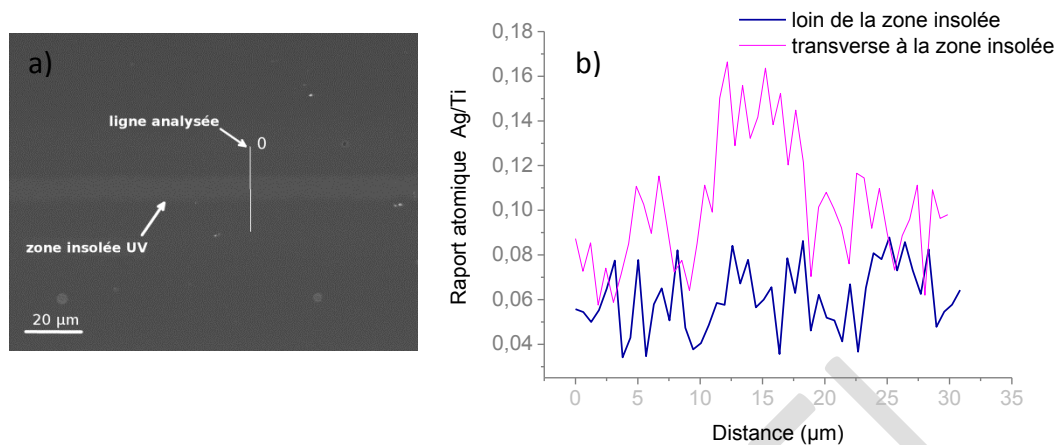 a)
ligne analysée
0
zone insolée UV
20 µm
b)
loin de la zone insolée
transverse à la zone insolée
0,18
0,16
0,14
0,12
0,10
0,08
0,06
0,04
Raport atomique Ag/Ti
0 5 10 15 20 25 30 35
Distance (µm)